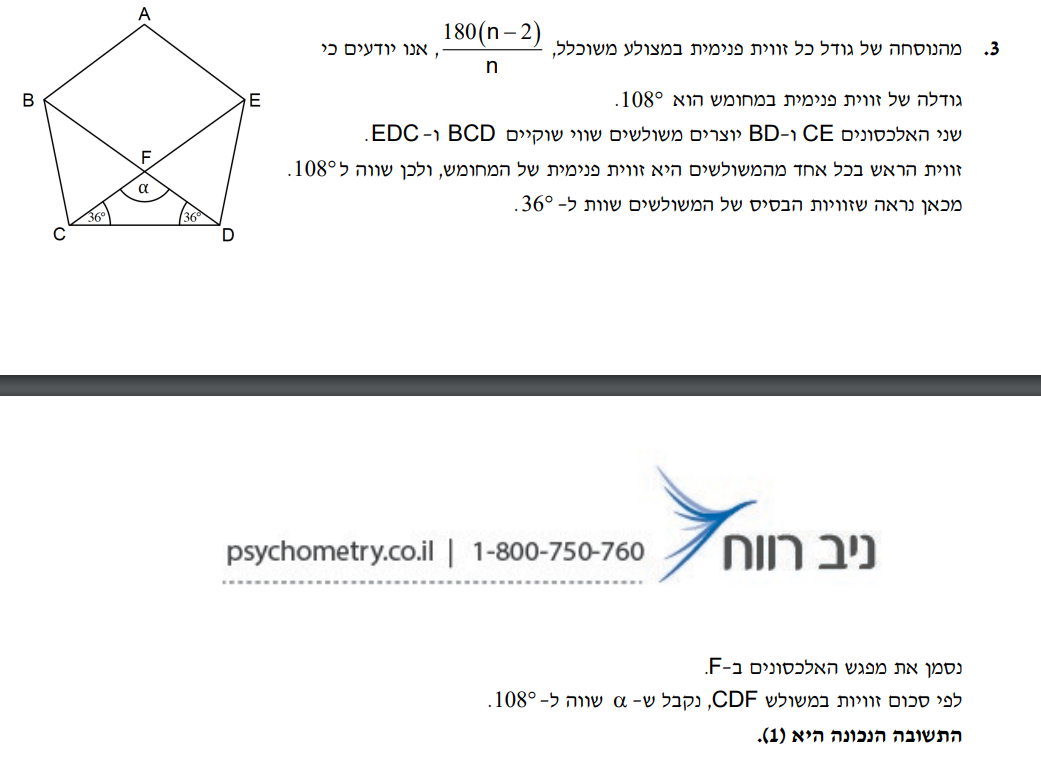 3. מהנוסחה של גודל כל זווית פנימית במצולע משוכלל, 180(n – 2)/n, אנו יודעים כי
גודלה של זווית פנימית במחומש הוא 108°.
שני האלכסונים CE ו-BD יוצרים משולשים שווי שוקיים BCD ו- EDC.
זווית הראש בכל אחד מהמשולשים היא זווית פנימית של המחומש, ולכן שווה ל108°.
מכאן נראה שזוויות הבסיס של המשולשים שוות ל- 36°.
A
B
E
F
α
36°
36°
C
D
ניב רווח
psychometry.co.il | 1-800-750-760
נסמן את מפגש האלכסונים ב-F.
לפי סכום זוויות במשולש CDF, נקבל ש- α שווה ל- 108°.
התשובה הנכונה היא (1).